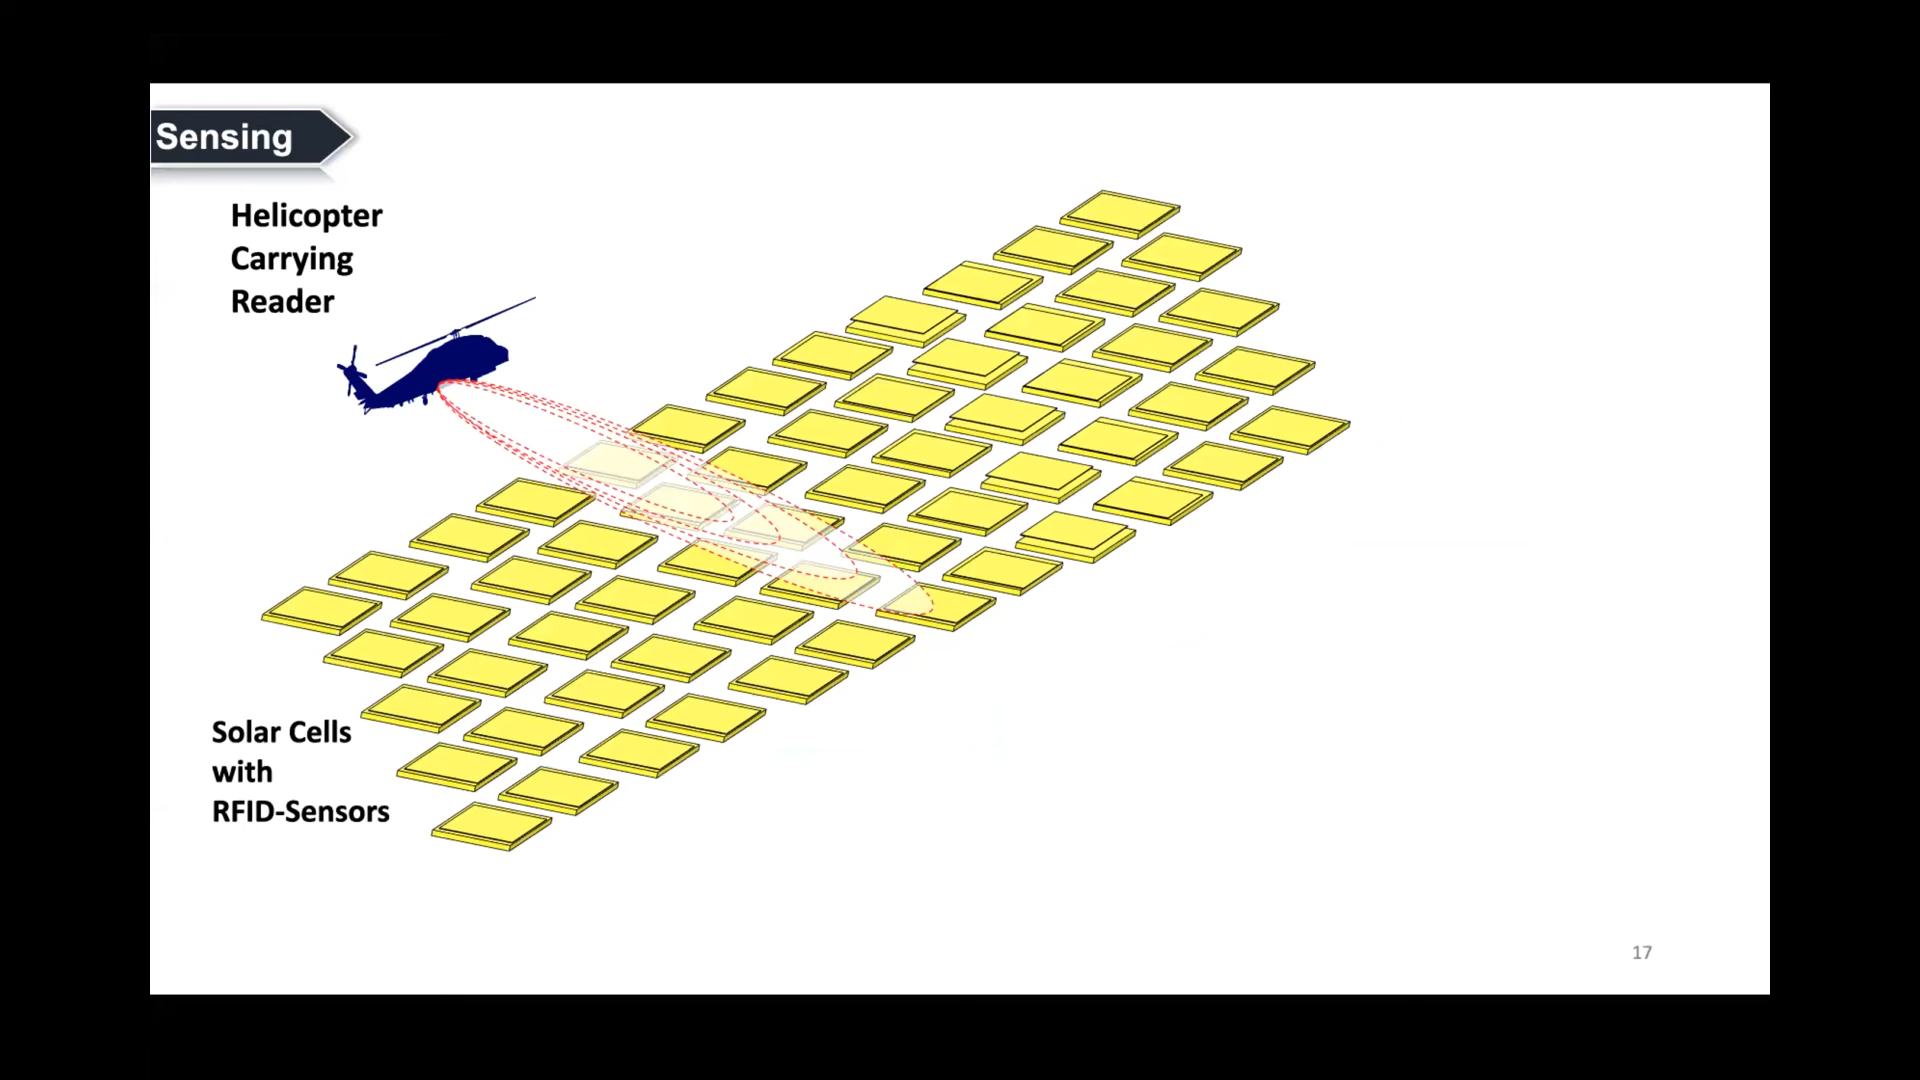 Sensing
Helicopter
Carrying
Reader
Solar Cells
with
RFID-Sensors
17